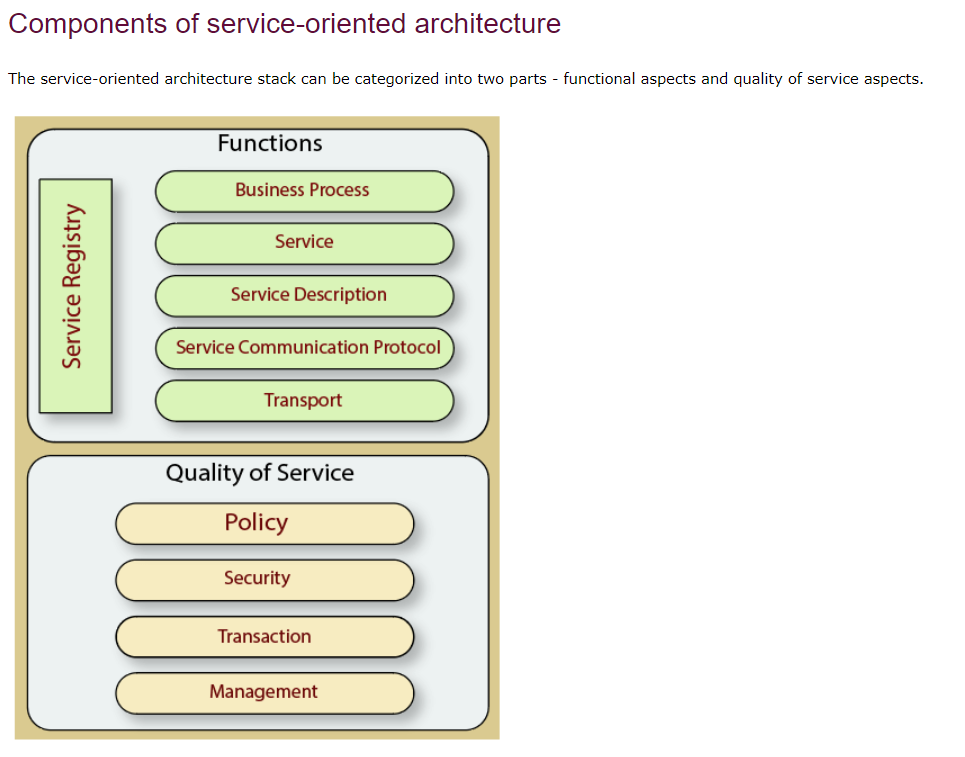 Components of service-oriented architecture
The service-oriented architecture stack can be categorized into two parts - functional aspects and quality of service aspects.
Functions
Service Registry
Business Process
Service
Service Description
Service Communication Protocol
Transport
Quality of Service
Policy
Security
Transaction
Management